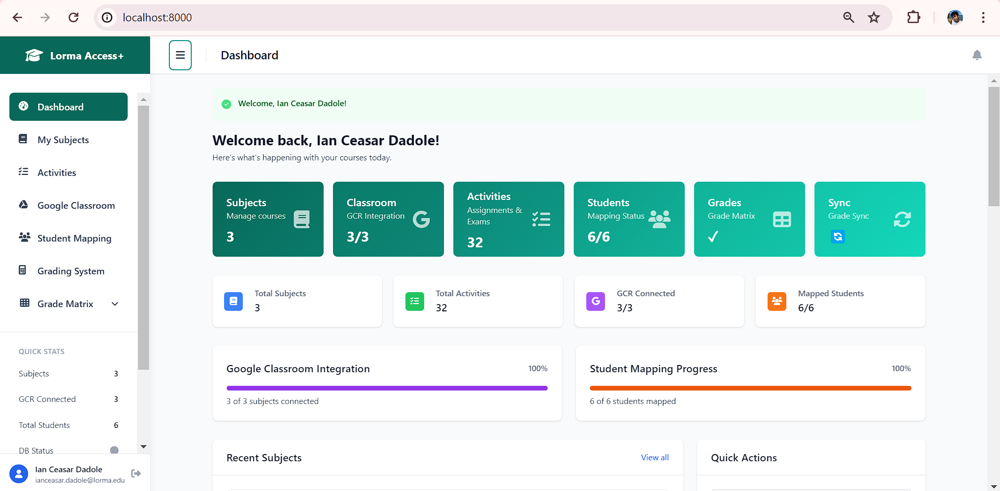 localhost:8000
Lorma Access+
Dashboard
Dashboard
My Subjects
Activities
Google Classroom
Student Mapping
Grading System
Grade Matrix
QUICK STATS
Subjects 3
GCR Connected 3
Total Students 6
DB Status
Ian Ceasar Dadole
ianceasar.dadole@lorma.edu
Welcome, Ian Ceasar Dadole!
Welcome back, Ian Ceasar Dadole!
Here's what's happening with your courses today.
Subjects
Manage courses
3
Classroom
GCR Integration
3/3
Activities
Assignments &
Exams
32
Students
Mapping Status
6/6
Grades
Grade Matrix
✓
Sync
Grade Sync
Total Subjects
3
Total Activities
32
GCR Connected
3/3
Mapped Students
6/6
Google Classroom Integration 100%
3 of 3 subjects connected
Student Mapping Progress 100%
6 of 6 students mapped
Recent Subjects View all
Quick Actions